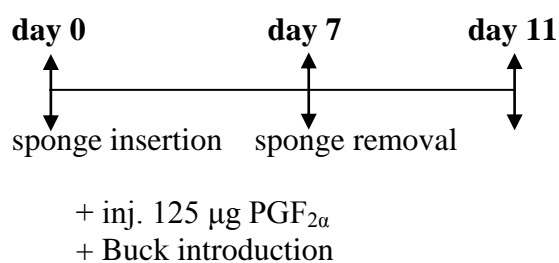 day 0 day 7 day 11
sponge insertion sponge removal
+ inj. 125 μg PGF₂α
+ Buck introduction